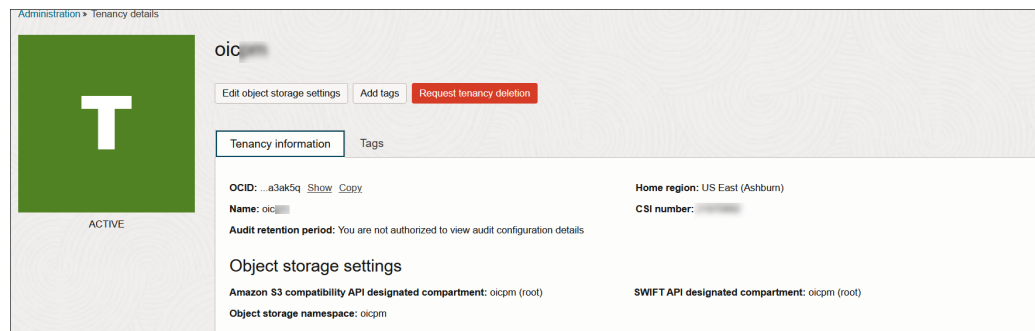 Administration » Tenancy details
T
ACTIVE
oic
Edit object storage settings Add tags Request tenancy deletion
Tenancy information Tags
OCID: ...a3ak5q Show Copy Home region: US East (Ashburn)
Name: oic CSI number:
Audit retention period: You are not authorized to view audit configuration details
Object storage settings
Amazon S3 compatibility API designated compartment: oicpm (root) SWIFT API designated compartment: oicpm (root)
Object storage namespace: oicpm